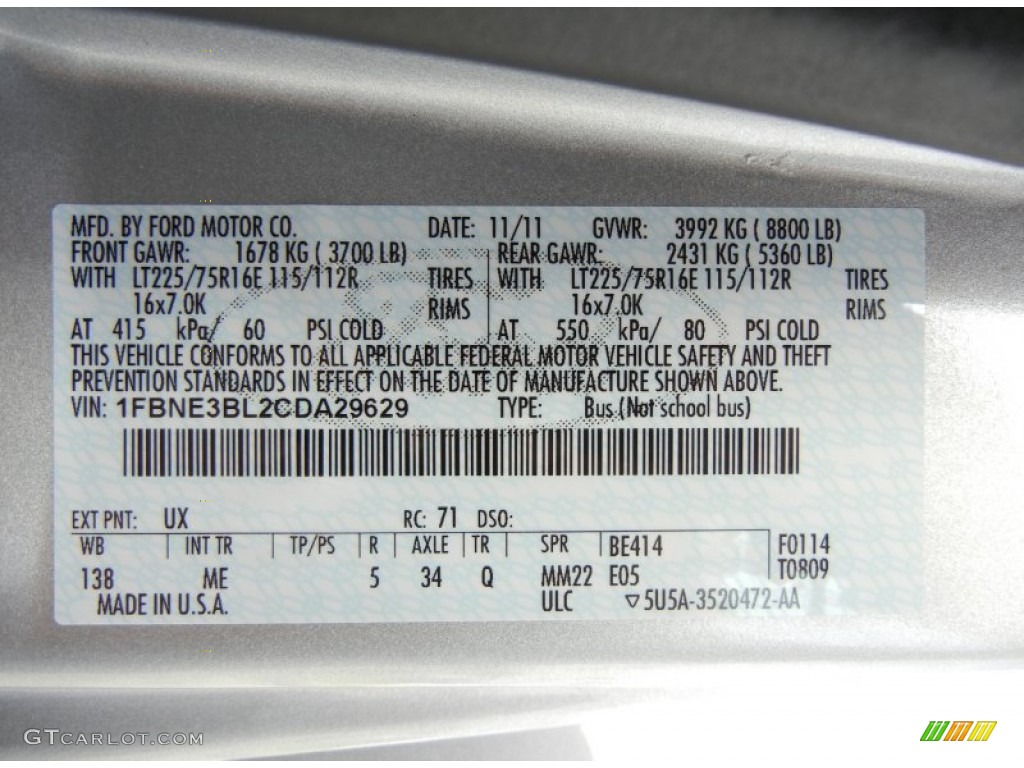 MFD. BY FORD MOTOR CO. DATE: 11/11 GVWR: 3992 KG ( 8800 LB)
FRONT GAWR: 1678 KG ( 3700 LB) REAR GAWR: 2431 KG ( 5360 LB)
WITH LT225/75R16E 115/112R TIRES WITH LT225/75R16E 115/112R TIRES
16x7.0K RIMS 16x7.0K RIMS
AT 415 kPa/ 60 PSI COLD AT 550 kPa/ 80 PSI COLD
THIS VEHICLE CONFORMS TO ALL APPLICABLE FEDERAL MOTOR VEHICLE SAFETY AND THEFT
PREVENTION STANDARDS IN EFFECT ON THE DATE OF MANUFACTURE SHOWN ABOVE.
VIN: 1FBNE3BL2CDA29629 TYPE: Bus (Not school bus)
EXT PNT: UX RC: 71 DSO:
WB INT TR TP/PS R AXLE TR SPR BE414 F0114
138 ME 5 34 Q MM22 E05 T0809
MADE IN U.S.A. ULC ▽5U5A-3520472-AA
GTCARLOT.COM